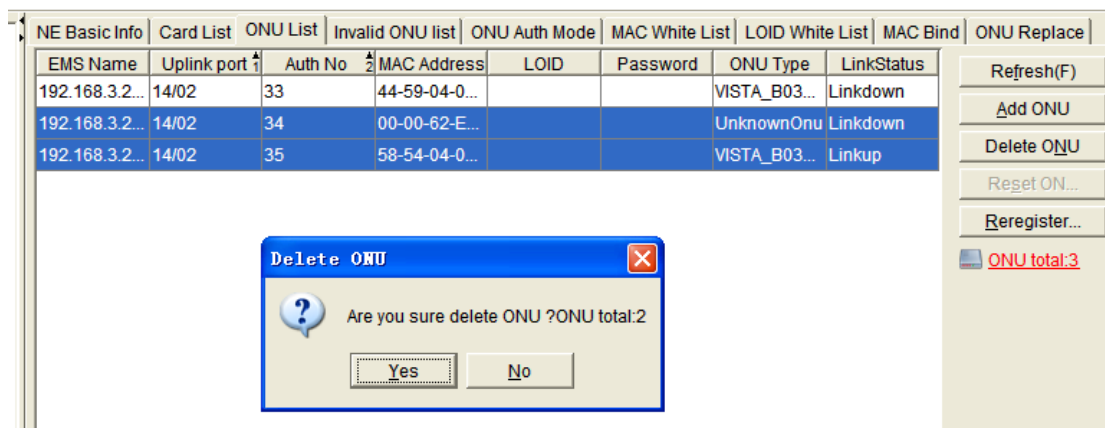 NE Basic Info Card List ONU List Invalid ONU list ONU Auth Mode MAC White List LOID White List MAC Bind ONU Replace
EMS Name Uplink port 1 Auth No 2 MAC Address LOID Password ONU Type LinkStatus
192.168.3.2... 14/02 33 44-59-04-0... VISTA_B03... Linkdown
192.168.3.2... 14/02 34 00-00-62-E... UnknownOnu Linkdown
192.168.3.2... 14/02 35 58-54-04-0... VISTA_B03... Linkup
Refresh(F)
Add ONU
Delete ONU
Reset ON...
Reregister...
ONU total:3
Delete ONU
Are you sure delete ONU ?ONU total:2
Yes No